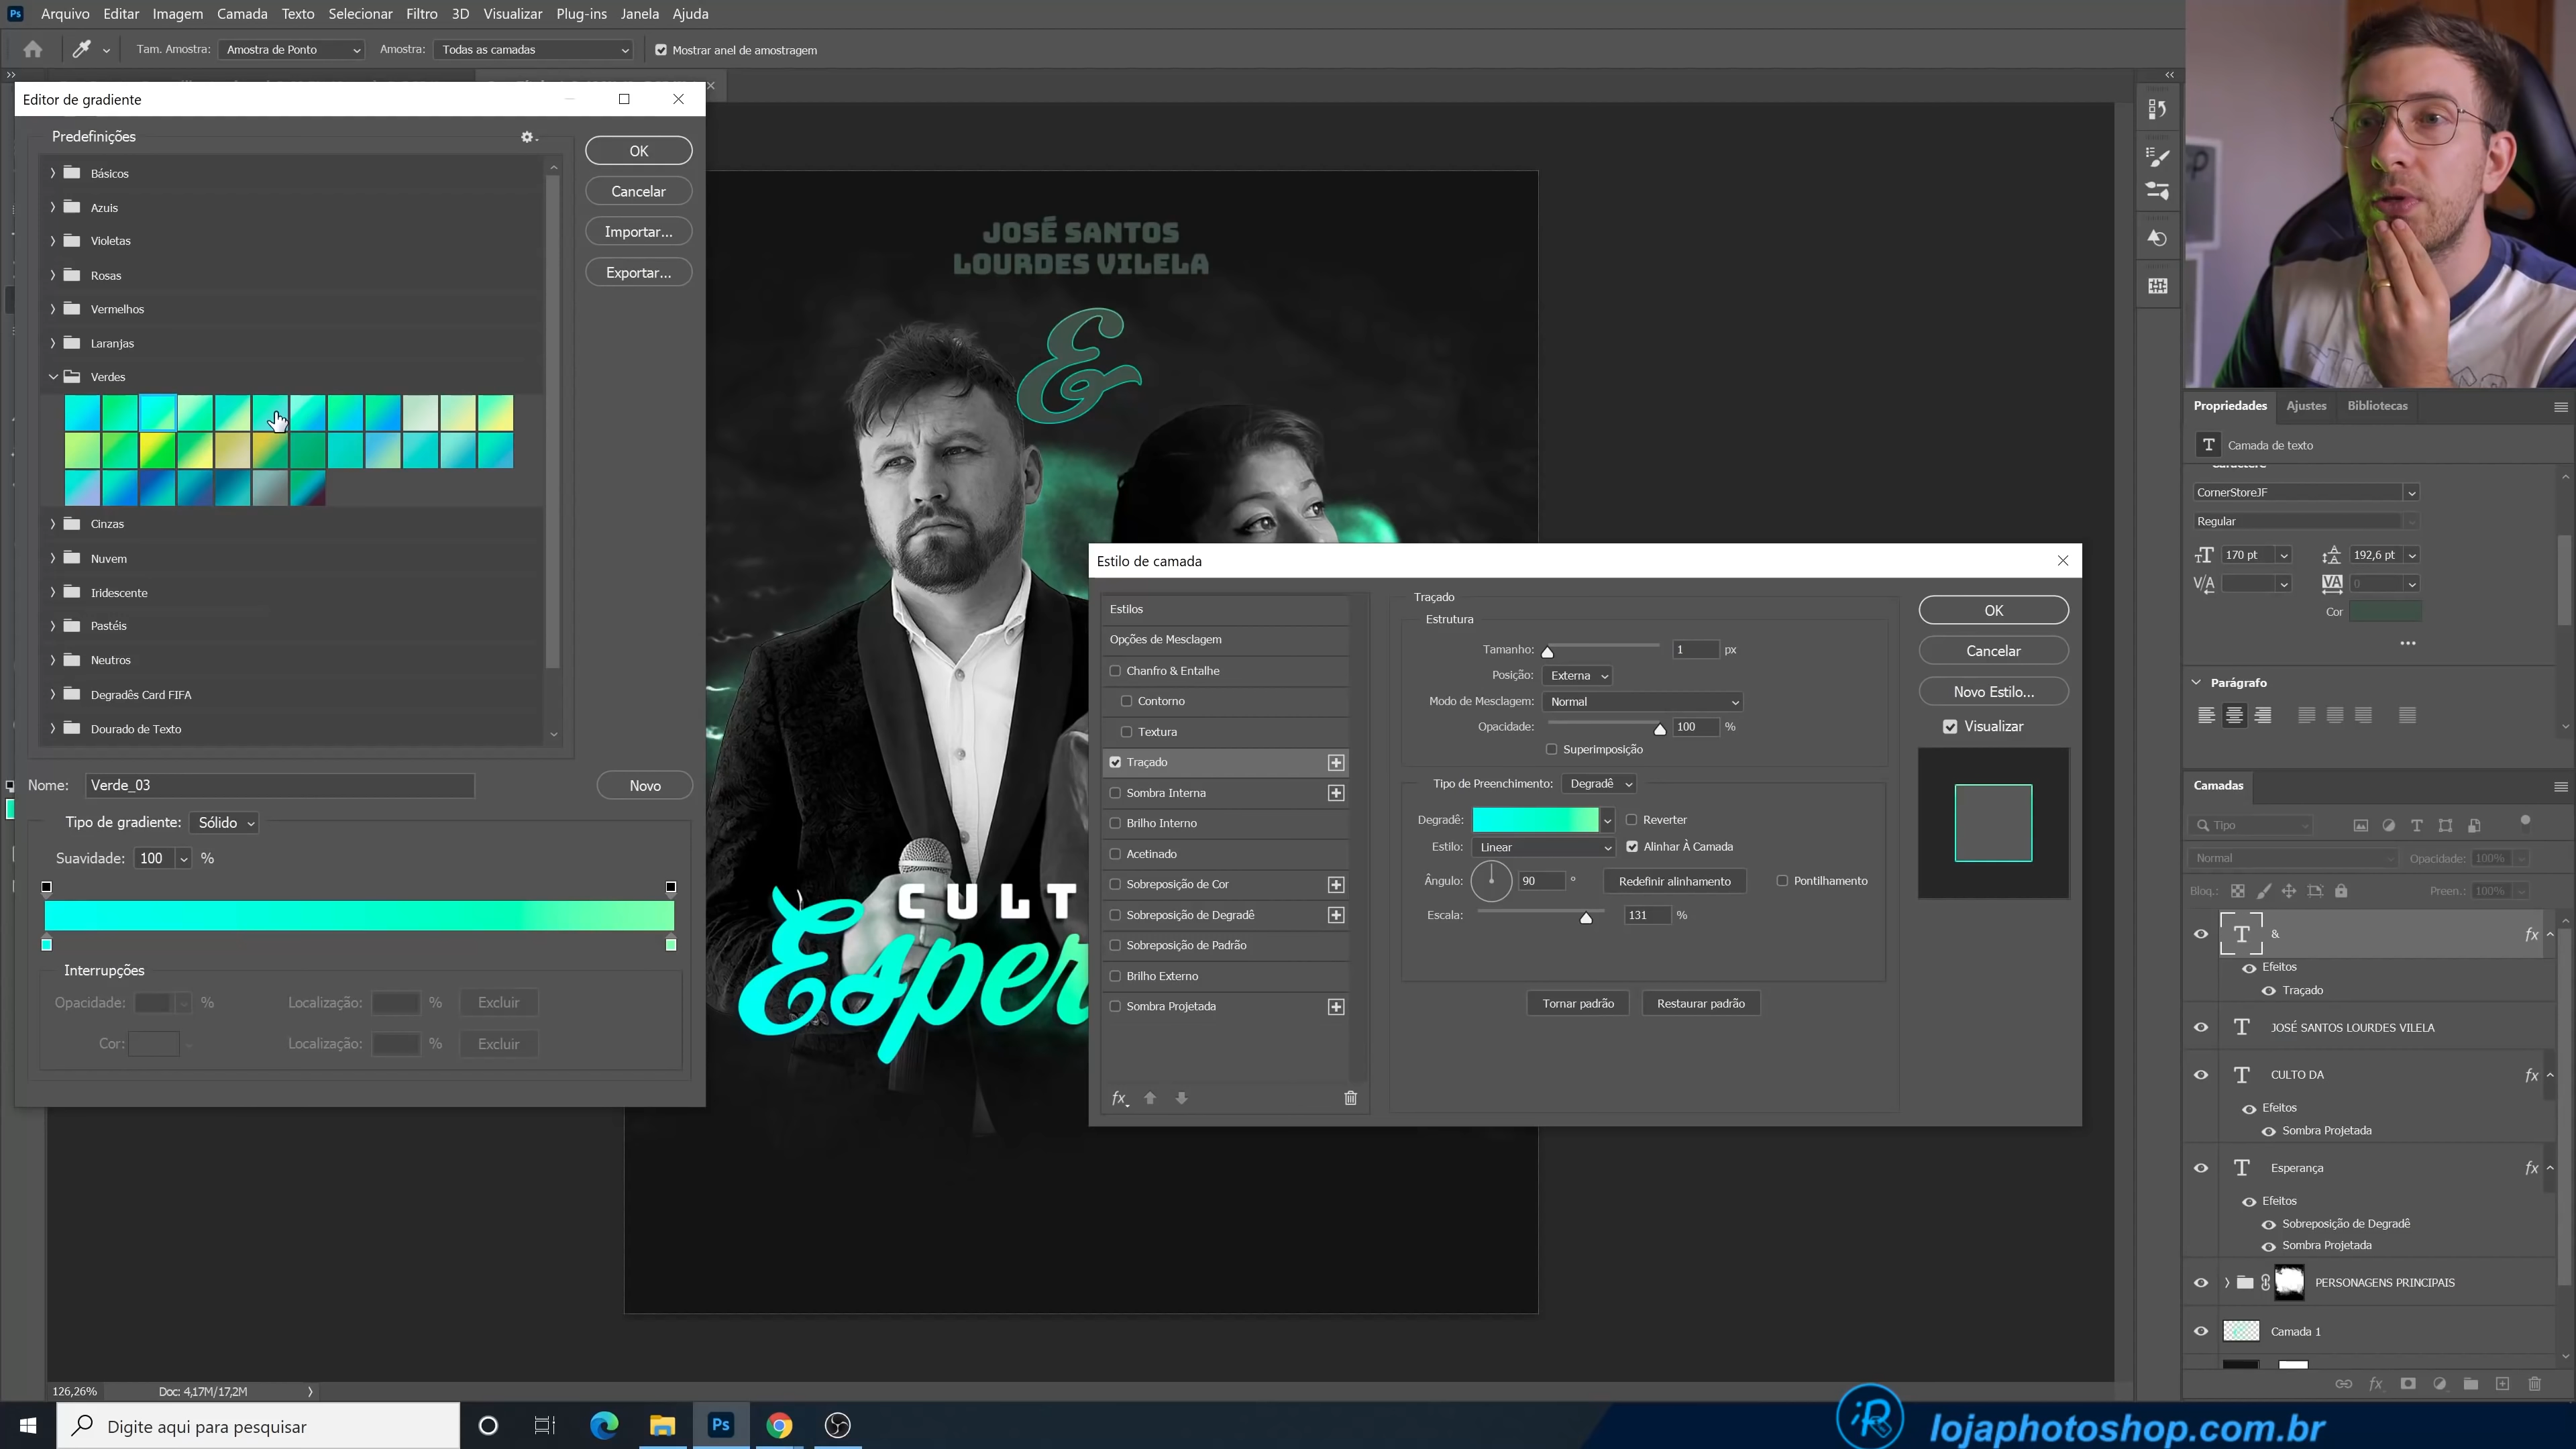 Ps Arquivo Editar Imagem Camada Texto Selecionar Filtro 3D Visualizar Plug-ins Janela Ajuda
Tam. Amostra: Amostra de Ponto Amostra: Todas as camadas Mostrar anel de amostragem
Editor de gradiente
Predefinições
Básicos
Azuis
Violetas
Rosas
Vermelhos
Laranjas
Verdes
Cinzas
Nuvem
Iridescente
Pastéis
Neutros
Degradês Card FIFA
Dourado de Texto
OK
Cancelar
Importar...
Exportar...
Nome: Verde_03
Novo
Tipo de gradiente: Sólido
Suavidade: 100 %
Interrupções
Opacidade: % Localização: % Excluir
Cor: Localização: % Excluir
JOSÉ SANTOS
LOURDES VILELA
&
CULT
Esper
Estilo de camada
Estilos
Opções de Mesclagem
Chanfro & Entalhe
Contorno
Textura
Traçado
Sombra Interna
Brilho Interno
Acetinado
Sobreposição de Cor
Sobreposição de Degradê
Sobreposição de Padrão
Brilho Externo
Sombra Projetada
fx
Traçado
Estrutura
Tamanho: 1 px
Posição: Externa
Modo de Mesclagem: Normal
Opacidade: 100 %
Superimposição
Tipo de Preenchimento: Degradê
Degradê: Reverter
Estilo: Linear Alinhar À Camada
Ângulo: 90 ° Redefinir alinhamento Pontilhamento
Escala: 131 %
Tornar padrão Restaurar padrão
OK
Cancelar
Novo Estilo...
Visualizar
Propriedades Ajustes Bibliotecas
T Camada de texto
Caractere
CornerStoreJF
Regular
170 pt 192,6 pt
V/A VA 0
Cor
Parágrafo
Camadas
Tipo
Normal Opacidade: 100%
Bloq.: Preen.: 100%
T & fx
Efeitos
Traçado
T JOSÉ SANTOS LOURDES VILELA
T CULTO DA fx
Efeitos
Sombra Projetada
T Esperança fx
Efeitos
Sobreposição de Degradê
Sombra Projetada
PERSONAGENS PRINCIPAIS
Camada 1
fx
126,26% Doc: 4,17M/17,2M
Digite aqui para pesquisar
Ps
lojaphotoshop.com.br